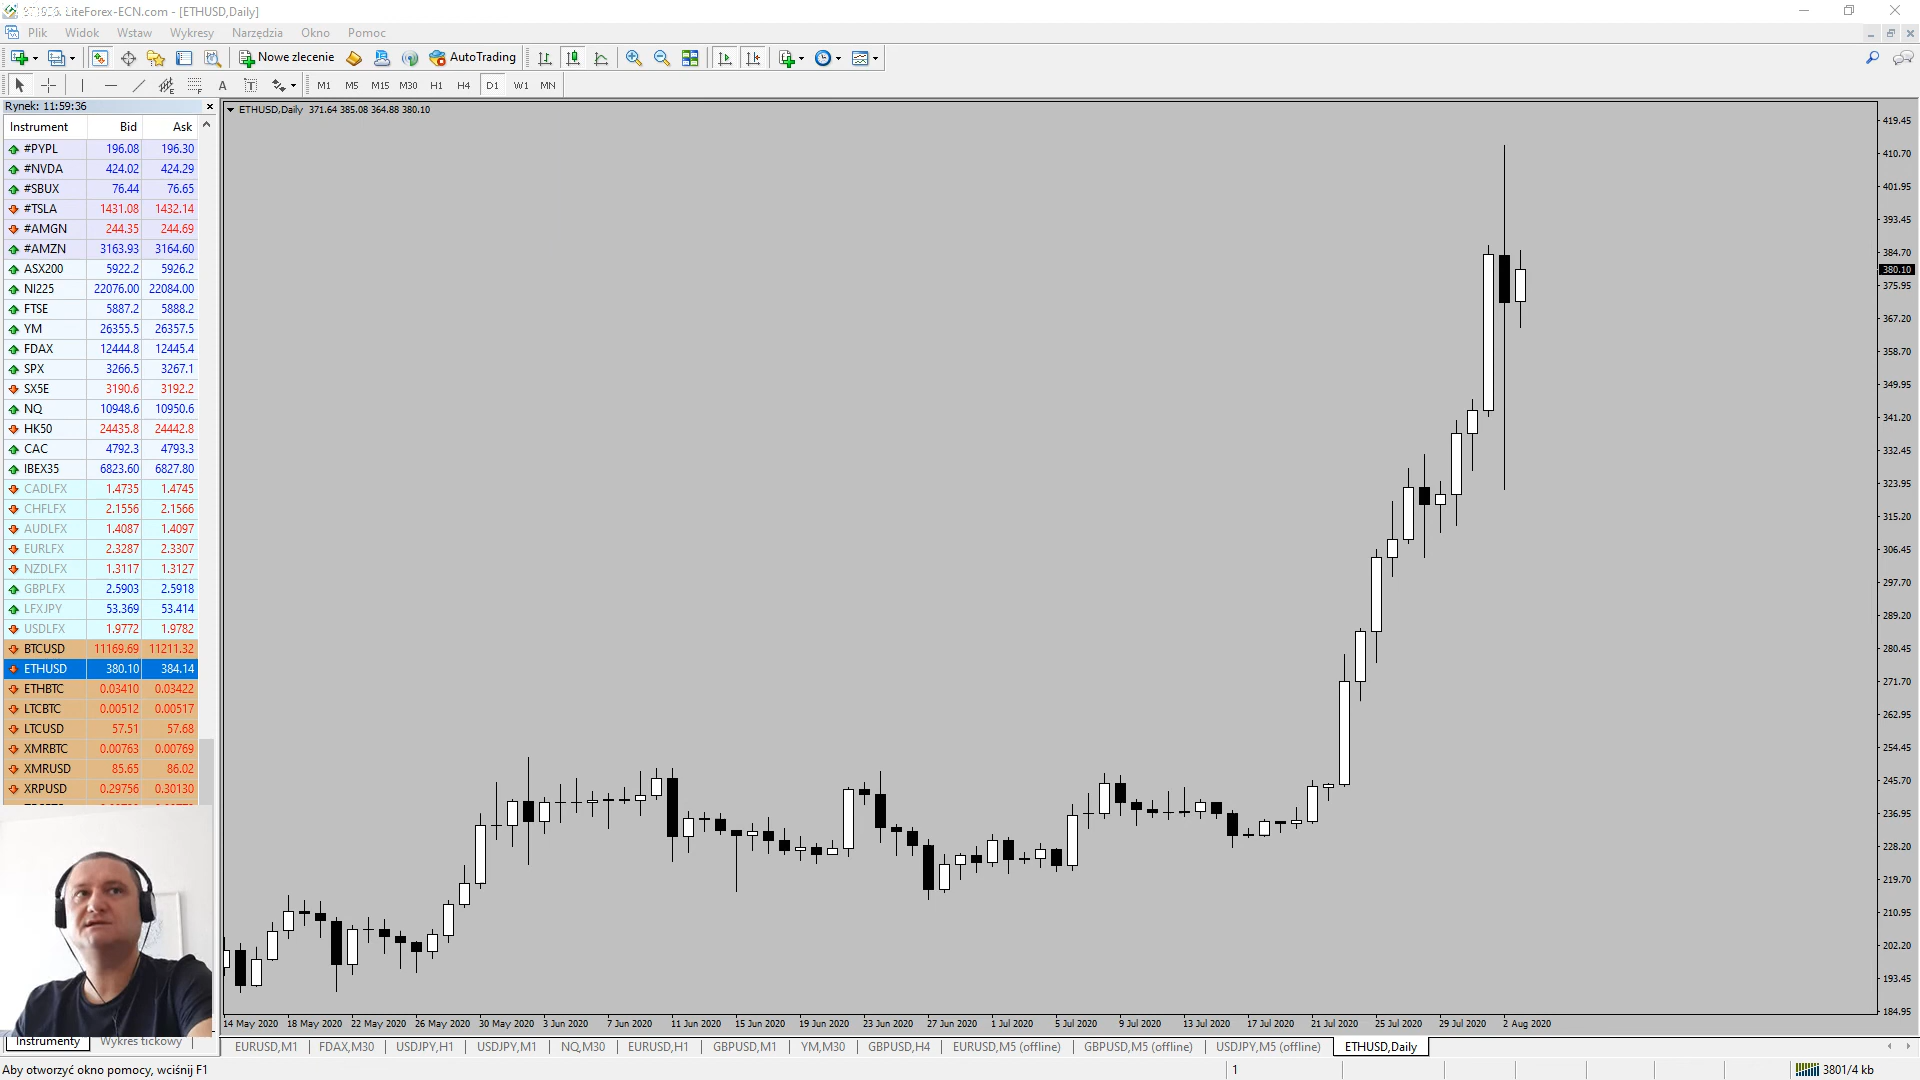 LiteForex-ECN.com - [ETHUSD,Daily]
Plik Widok Wstaw Wykresy Narzędzia Okno Pomoc
Nowe zlecenie AutoTrading
A T M1 M5 M15 M30 H1 H4 D1 W1 MN
Rynek: 11:59:36
Instrument Bid Ask
#PYPL 196.08 196.30
#NVDA 424.02 424.29
#SBUX 76.44 76.65
#TSLA 1431.08 1432.14
#AMGN 244.35 244.69
#AMZN 3163.93 3164.60
ASX200 5922.2 5926.2
NI225 22076.00 22084.00
FTSE 5887.2 5888.2
YM 26355.5 26357.5
FDAX 12444.8 12445.4
SPX 3266.5 3267.1
SX5E 3190.6 3192.2
NQ 10948.6 10950.6
HK50 24435.8 24442.8
CAC 4792.3 4793.3
IBEX35 6823.60 6827.80
CADLFX 1.4735 1.4745
CHFLFX 2.1556 2.1566
AUDLFX 1.4087 1.4097
EURLFX 2.3287 2.3307
NZDLFX 1.3117 1.3127
GBPLFX 2.5903 2.5918
LFXJPY 53.369 53.414
USDLFX 1.9772 1.9782
BTCUSD 11169.69 11211.32
ETHUSD 380.10 384.14
ETHBTC 0.03410 0.03422
LTCBTC 0.00512 0.00517
LTCUSD 57.51 57.68
XMRBTC 0.00763 0.00769
XMRUSD 85.65 86.02
XRPUSD 0.29756 0.30130
Instrumenty Wykres tickowy
ETHUSD,Daily 371.64 385.08 364.88 380.10
419.45
410.70
401.95
393.45
384.70
380.10
375.95
367.20
358.70
349.95
341.20
332.45
323.95
315.20
306.45
297.70
289.20
280.45
271.70
262.95
254.45
245.70
236.95
228.20
219.70
210.95
202.20
193.45
184.95
14 May 2020 18 May 2020 22 May 2020 26 May 2020 30 May 2020 3 Jun 2020 7 Jun 2020 11 Jun 2020 15 Jun 2020 19 Jun 2020 23 Jun 2020 27 Jun 2020 1 Jul 2020 5 Jul 2020 9 Jul 2020 13 Jul 2020 17 Jul 2020 21 Jul 2020 25 Jul 2020 29 Jul 2020 2 Aug 2020
EURUSD,M1 FDAX,M30 USDJPY,H1 USDJPY,M1 NQ,M30 EURUSD,H1 GBPUSD,M1 YM,M30 GBPUSD,H4 EURUSD,M5 (offline) GBPUSD,M5 (offline) USDJPY,M5 (offline) ETHUSD,Daily
Aby otworzyć okno pomocy, wciśnij F1 1 3801/4 kb